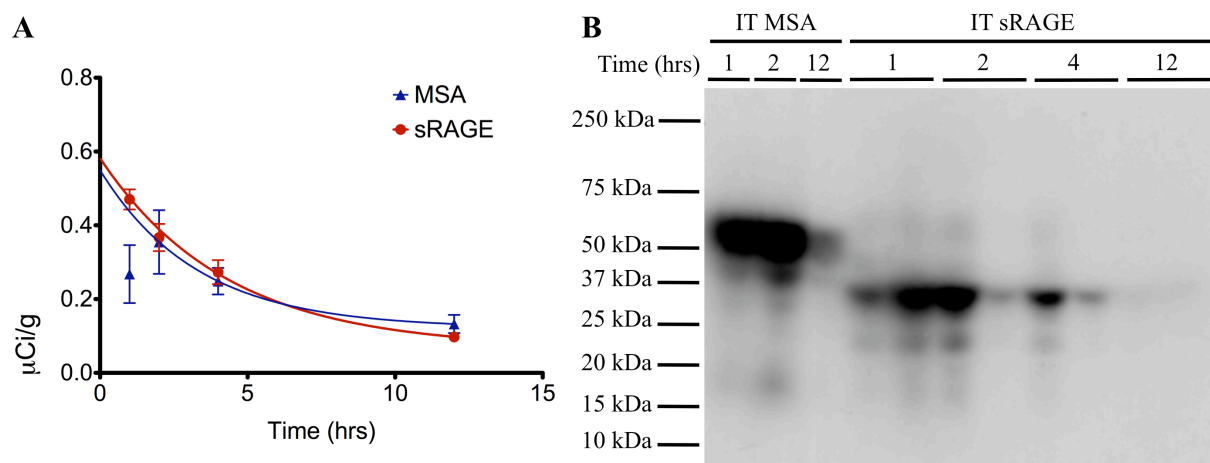 A
0.8
0.6
0.4
0.2
0.0
µCi/g
0 5 10 15
Time (hrs)
MSA
sRAGE
B
IT MSA IT sRAGE
Time (hrs) 1 2 12 1 2 4 12
250 kDa
75 kDa
50 kDa
37 kDa
25 kDa
20 kDa
15 kDa
10 kDa